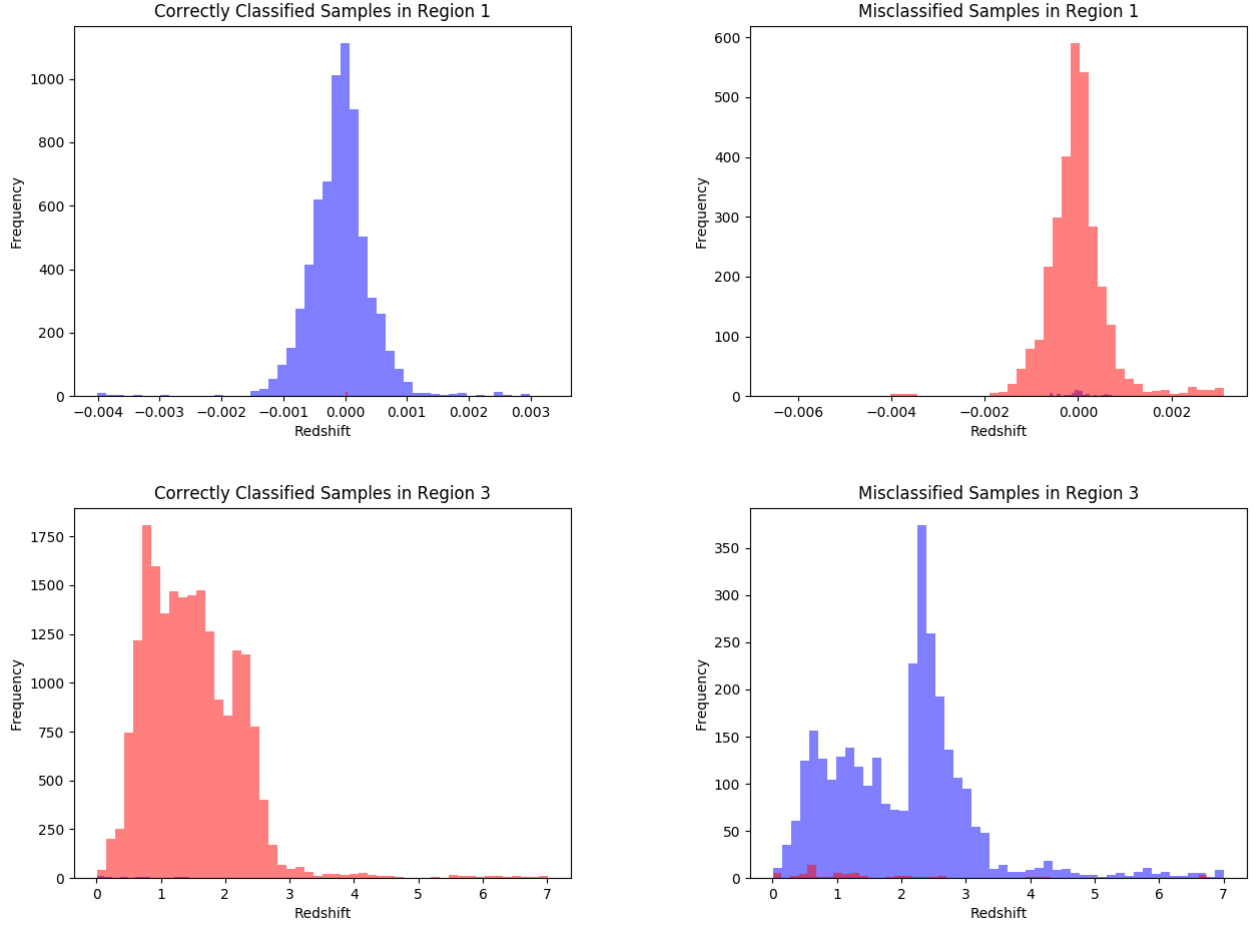 Correctly Classified Samples in Region 1
Misclassified Samples in Region 1
1000
800
600
400
200
0
Frequency
−0.004 −0.003 −0.002 −0.001 0.000 0.001 0.002 0.003
Redshift
600
500
400
300
200
100
0
Frequency
−0.006 −0.004 −0.002 0.000 0.002
Redshift
Correctly Classified Samples in Region 3
Misclassified Samples in Region 3
1750
1500
1250
1000
750
500
250
0
Frequency
0 1 2 3 4 5 6 7
Redshift
350
300
250
200
150
100
50
0
Frequency
0 1 2 3 4 5 6 7
Redshift